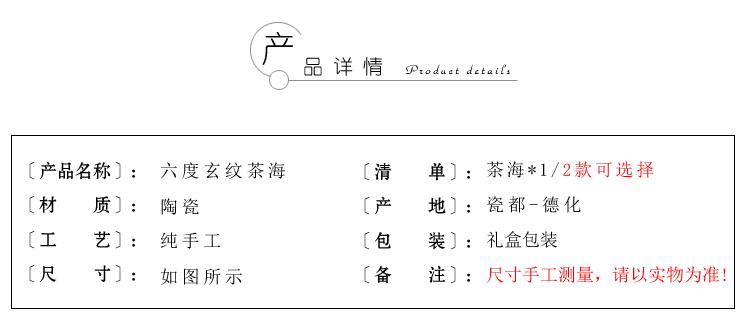 产品详情 Product details
〔产品名称〕： 六度玄纹茶海 〔清 单〕： 茶海*1/2款可选择
〔材 质〕： 陶瓷 〔产 地〕： 瓷都-德化
〔工 艺〕： 纯手工 〔包 装〕： 礼盒包装
〔尺 寸〕： 如图所示 〔备 注〕： 尺寸手工测量，请以实物为准!